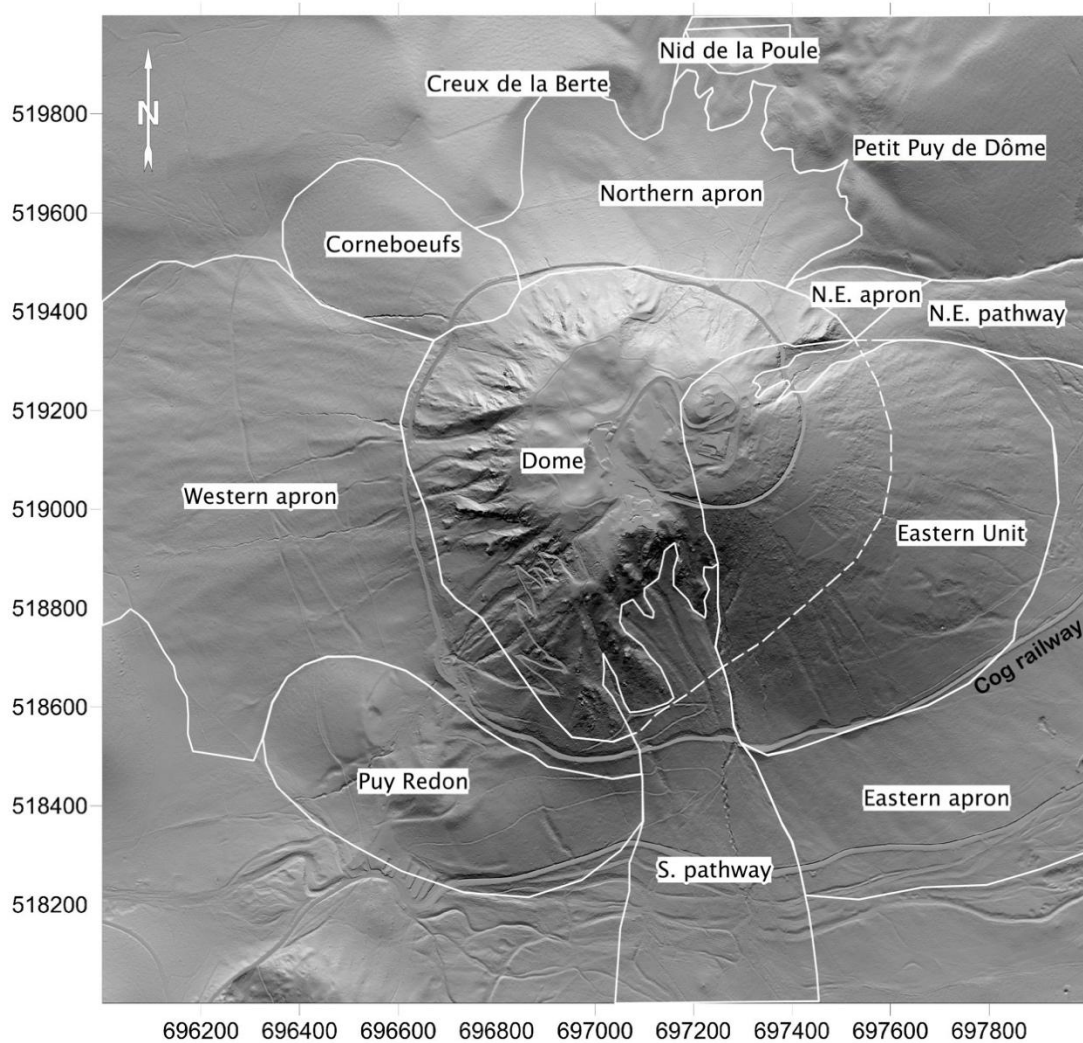 Nid de la Poule
Creux de la Berte
519800
N
Petit Puy de Dôme
Northern apron
519600
Corneboeufs
519400
N.E. apron
N.E. pathway
519200
Dome
Western apron
519000
Eastern Unit
518800
Cog railway
518600
Puy Redon
518400
Eastern apron
S. pathway
518200
696200 696400 696600 696800 697000 697200 697400 697600 697800